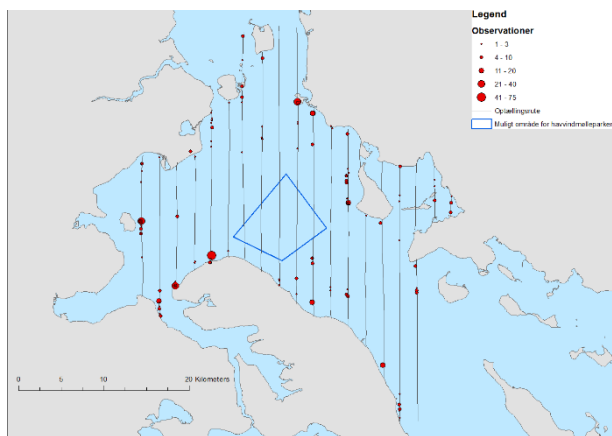 Legend
Observationer
1 - 3
4 - 10
11 - 20
21 - 40
41 - 75
Optællingsrute
Muligt område for havvindmølleparker
0 5 10 20 Kilometers